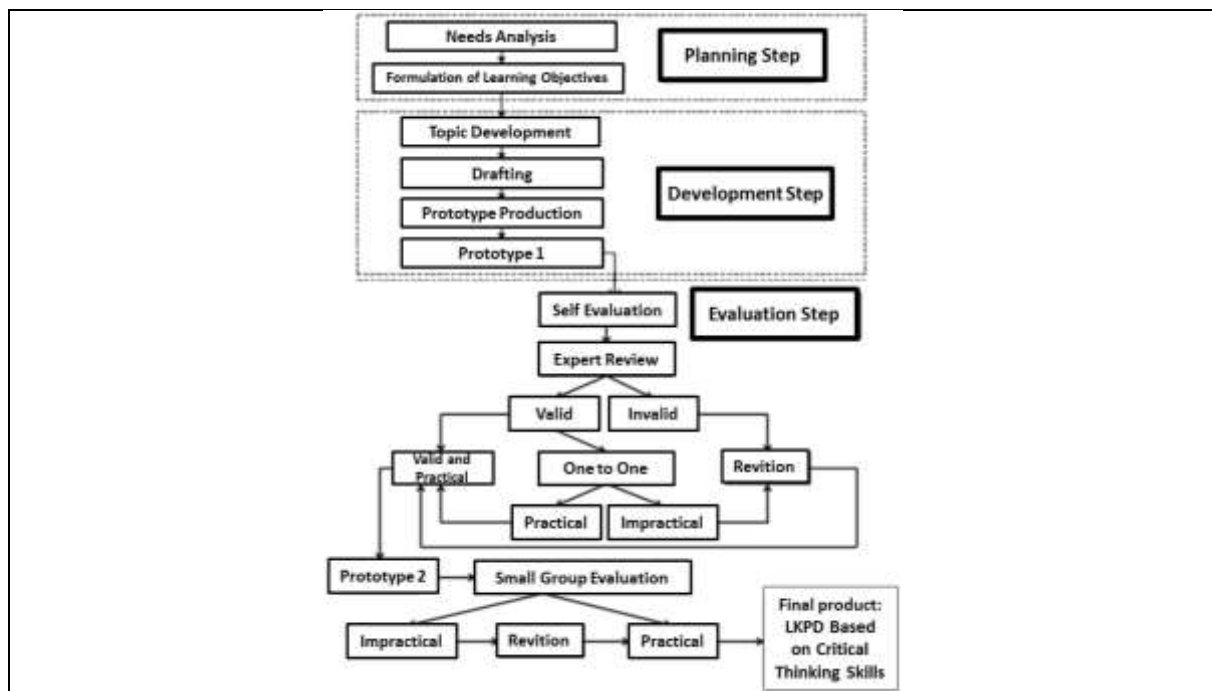 Needs Analysis
Planning Step
Formulation of Learning Objectives
Topic Development
Drafting
Development Step
Prototype Production
Prototype 1
Self Evaluation
Evaluation Step
Expert Review
Valid
Invalid
Valid and
Practical
One to One
Revition
Practical
Impractical
Prototype 2
Small Group Evaluation
Impractical
Revition
Practical
Final product:
LKPD Based
on Critical
Thinking Skills